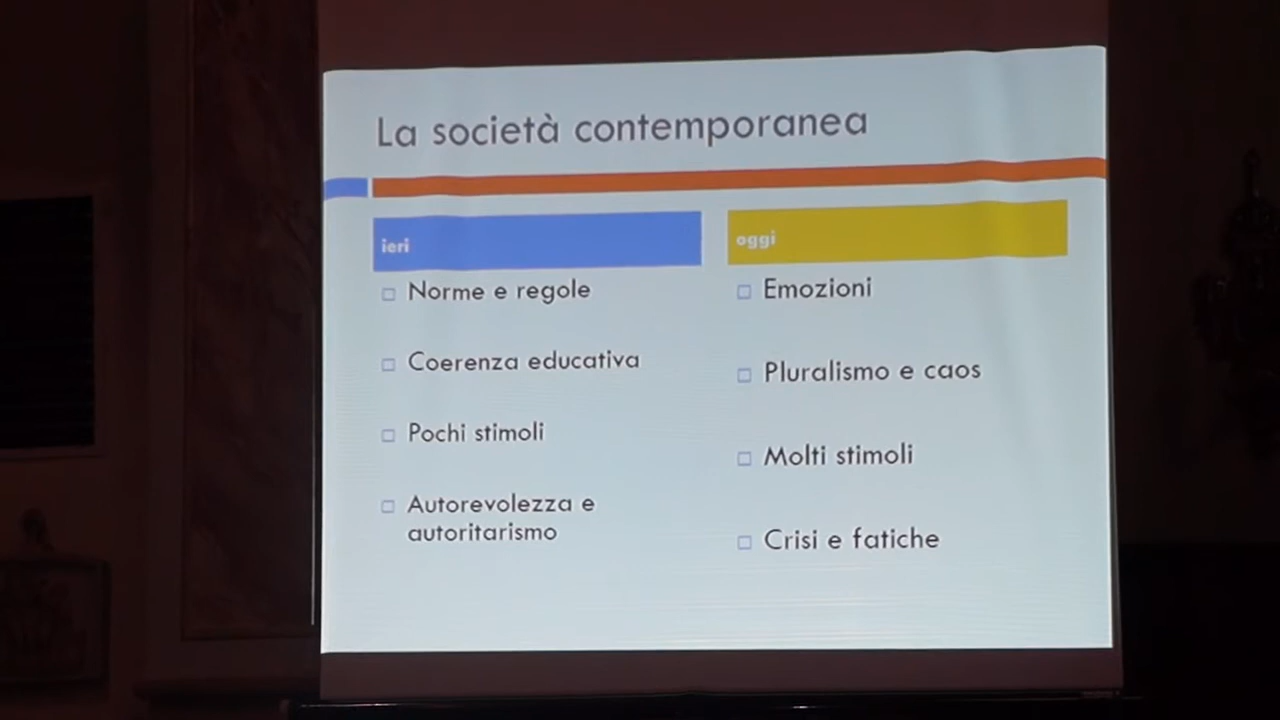 La società contemporanea
ieri
Norme e regole
Coerenza educativa
Pochi stimoli
Autorevolezza e
autoritarismo
oggi
Emozioni
Pluralismo e caos
Molti stimoli
Crisi e fatiche